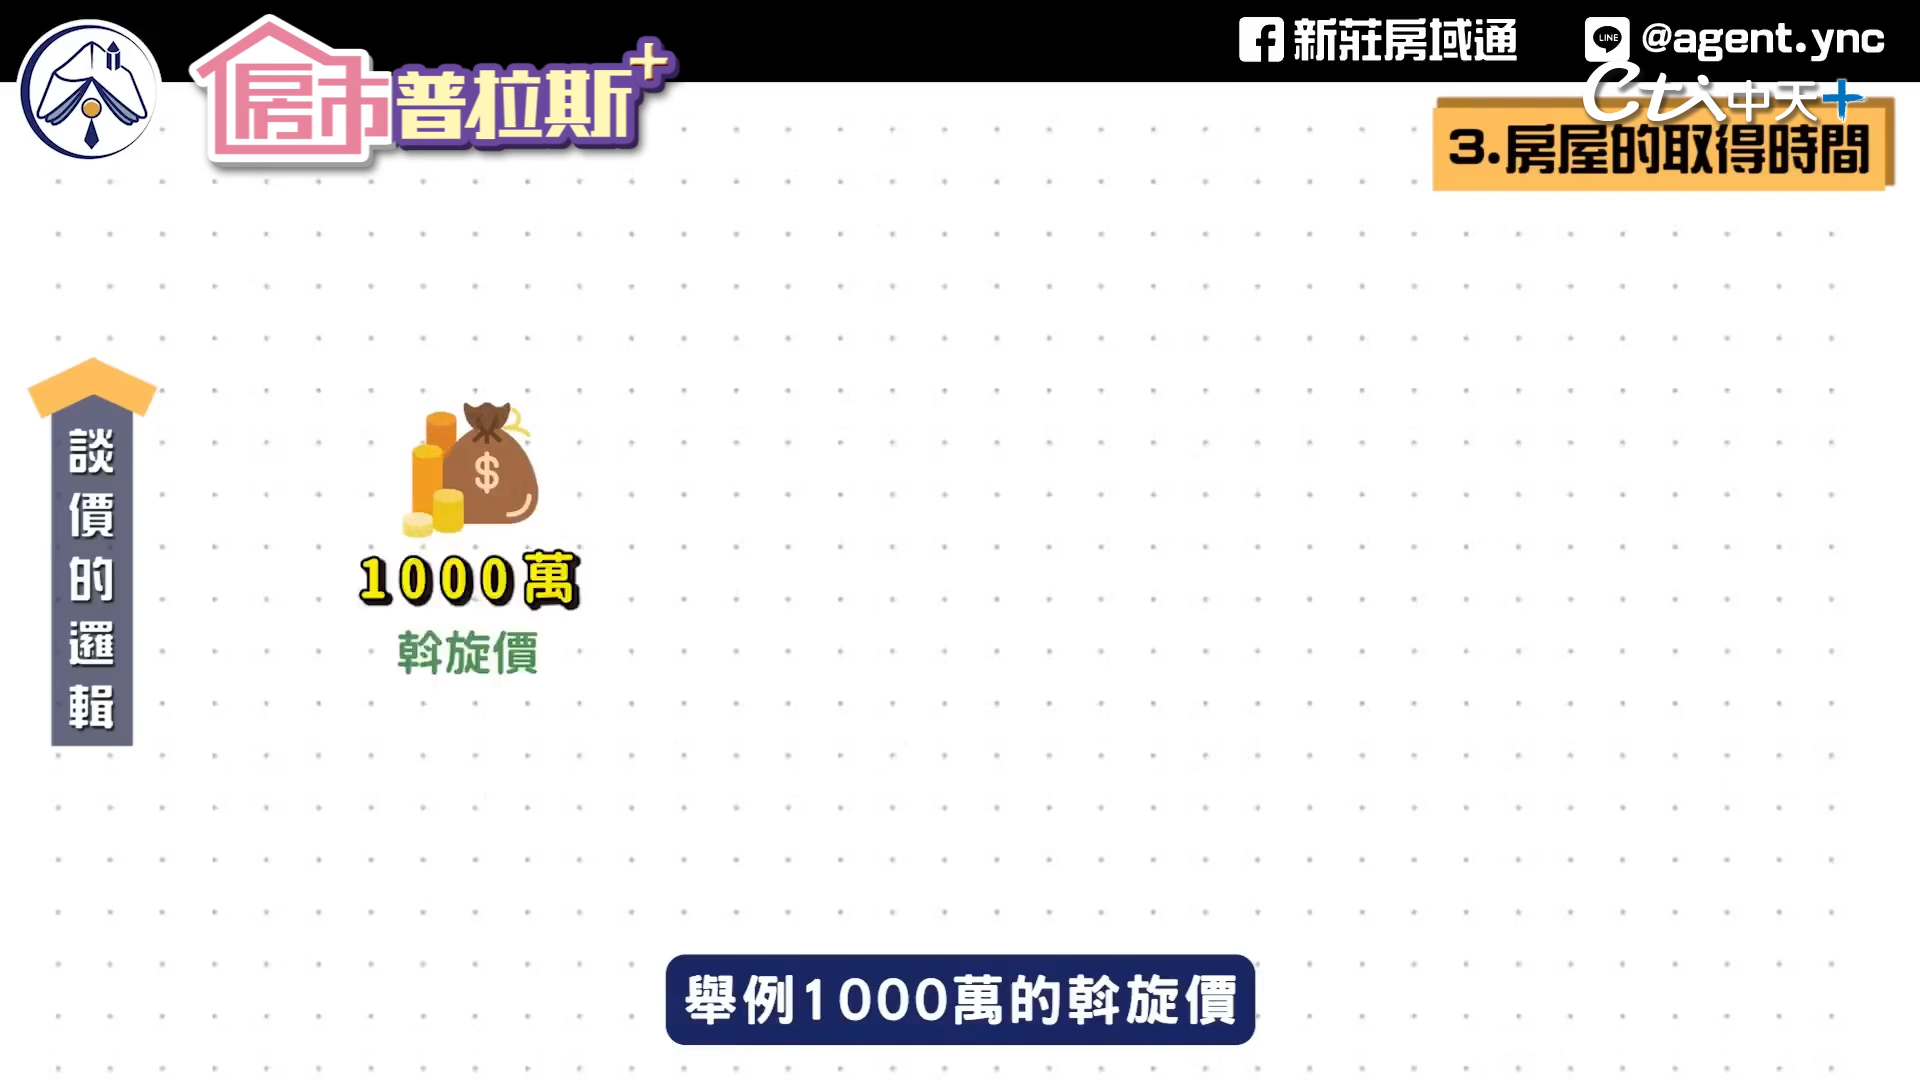 房市普拉斯+
新莊房域通
LINE @agent.ync
cti中天+
3.房屋的取得時間
談價的邏輯
$
1000萬
斡旋價
舉例1000萬的斡旋價